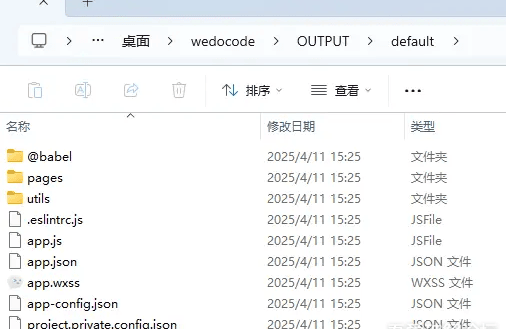 ··· 桌面 > wedocode > OUTPUT > default >
排序 查看 ···
名称 修改日期 类型
@babel 2025/4/11 15:25 文件夹
pages 2025/4/11 15:25 文件夹
utils 2025/4/11 15:25 文件夹
.eslintrc.js 2025/4/11 15:25 JSFile
app.js 2025/4/11 15:25 JSFile
app.json 2025/4/11 15:25 JSON 文件
app.wxss 2025/4/11 15:25 WXSS 文件
app-config.json 2025/4/11 15:25 JSON 文件
project.private.config.json 2025/4/11 15:25 JSON 文件